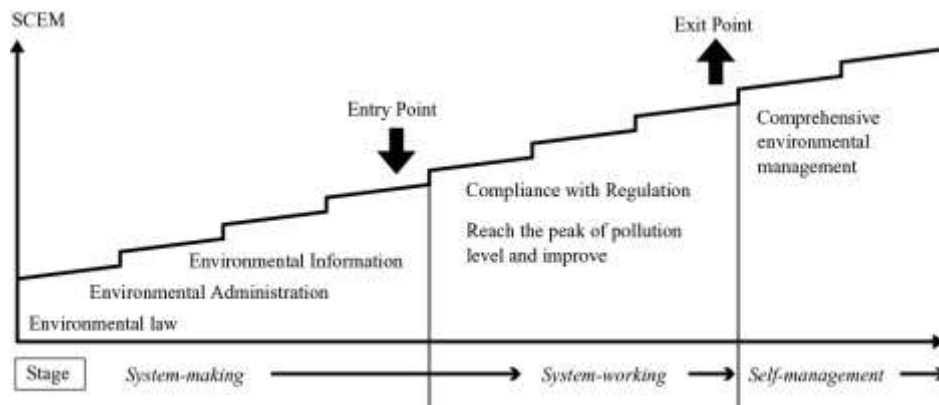 SCEM
Exit Point
Entry Point
Comprehensive
environmental
management
Compliance with Regulation
Reach the peak of pollution
level and improve
Environmental Information
Environmental Administration
Environmental law
Stage System-making System-working Self-management